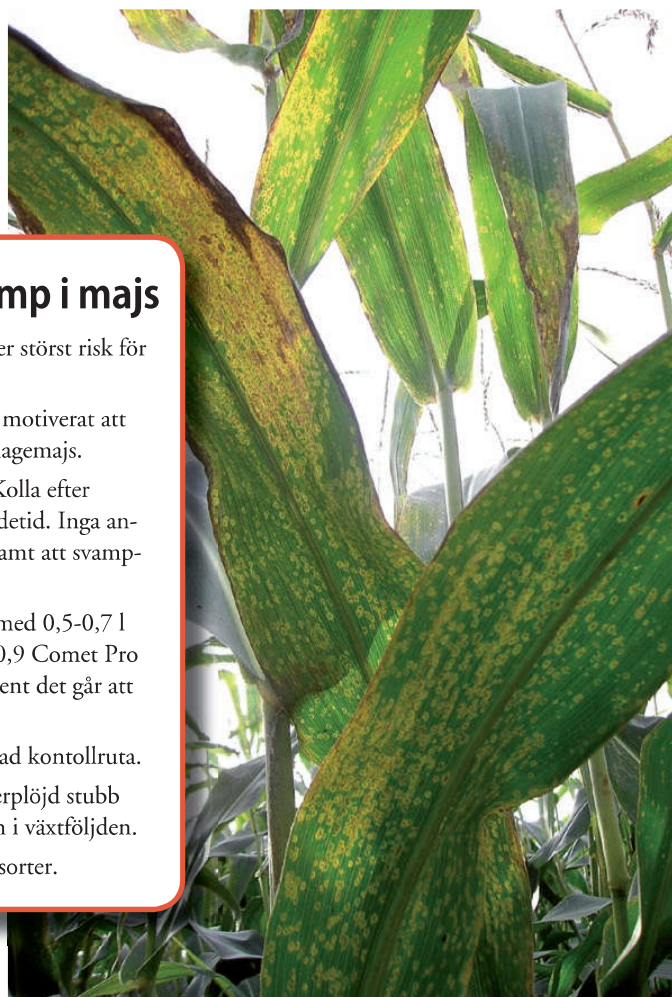 mp i majs
er störst risk för
motiverat att
agemajs.
Kolla efter
detid. Inga an-
amt att svamp-
med 0,5-0,7 l
0,9 Comet Pro
ent det går att
ad kontollruta.
erplöjd stubb
n i växtföljden.
sorter.